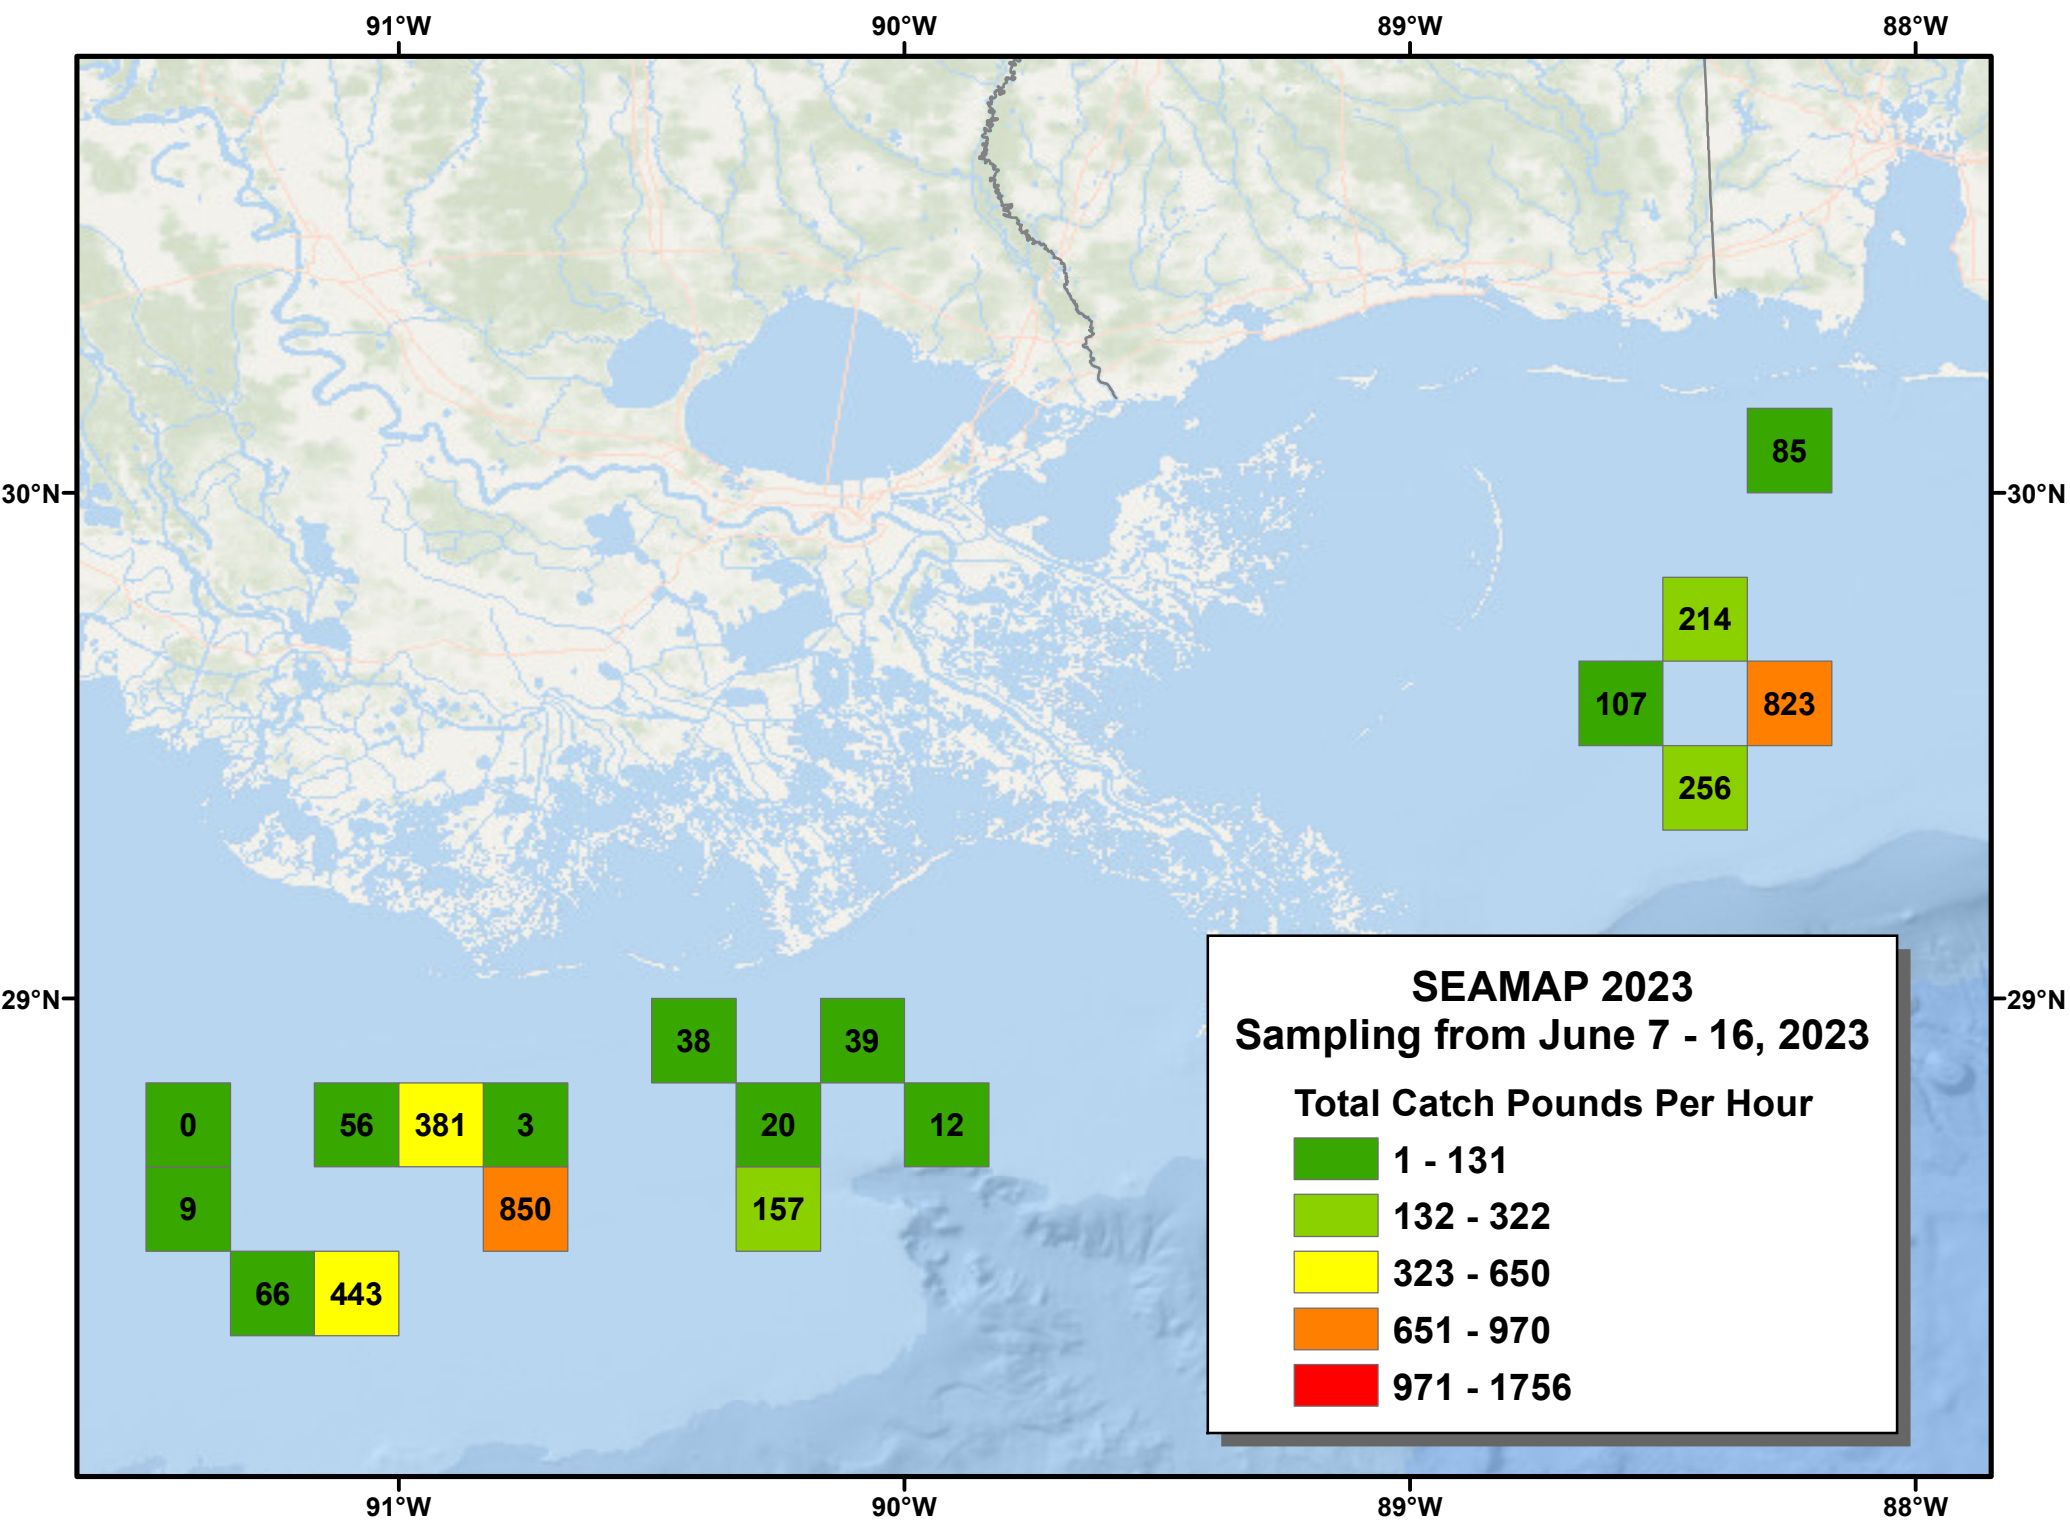 91°W 90°W 89°W 88°W
85
30°N 30°N
214
107 823
256
29°N 29°N
38 39
0 56 381 3 20 12
9 850 157
66 443
SEAMAP 2023
Sampling from June 7 - 16, 2023
Total Catch Pounds Per Hour
1 - 131
132 - 322
323 - 650
651 - 970
971 - 1756
91°W 90°W 89°W 88°W